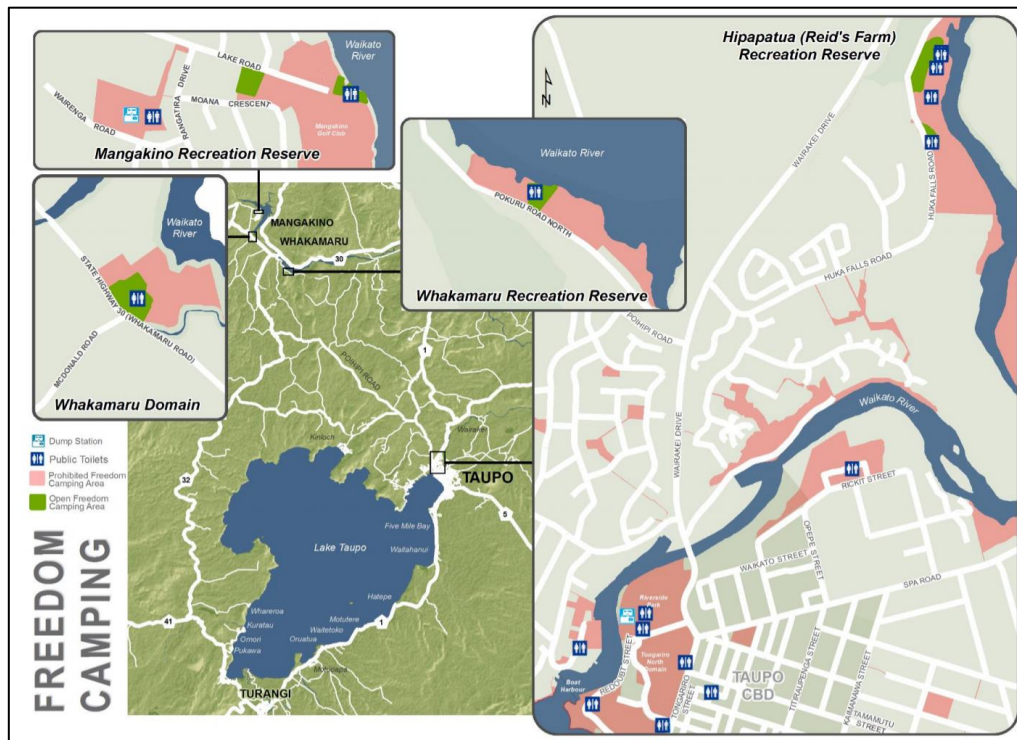 Waikato
River
LAKE ROAD
RANGATIRA DRIVE
MOANA CRESCENT
WAIRENGA ROAD
Mangakino
Golf Club
Mangakino Recreation Reserve
Waikato
River
STATE HIGHWAY 30 (WHAKAMARU ROAD)
MCDONALD ROAD
Whakamaru Domain
Waikato River
POKURU ROAD NORTH
Whakamaru Recreation Reserve
Hipapatua (Reid's Farm)
Recreation Reserve
N
WAIRAKEI DRIVE
HUKA FALLS ROAD
HUKA FALLS ROAD
POIHIPI ROAD
WAIRAKEI DRIVE
Waikato River
RICKIT STREET
OPEPE STREET
WAIKATO STREET
SPA ROAD
Riverside
Park
Tongariro
North
Domain
REDOUBT STREET
Boat
Harbour
TONGARIRO
STREET
TAUPO
CBD
TITIRAUPENGA STREET
KAIMANAWA STREET
TAMAMUTU STREET
MANGAKINO
WHAKAMARU
30
1
POIHIPI ROAD
Wairakei
Kinloch
TAUPO
32
5
Five Mile Bay
Lake Taupo
Waitahanui
Hatepe
Whareroa
Motutere
1
Kuratau
Waitetoko
41
Omori
Oruatua
Pukawa
Motuoapa
TURANGI
Dump Station
Public Toilets
Prohibited Freedom
Camping Area
Open Freedom
Camping Area
FREEDOM
CAMPING